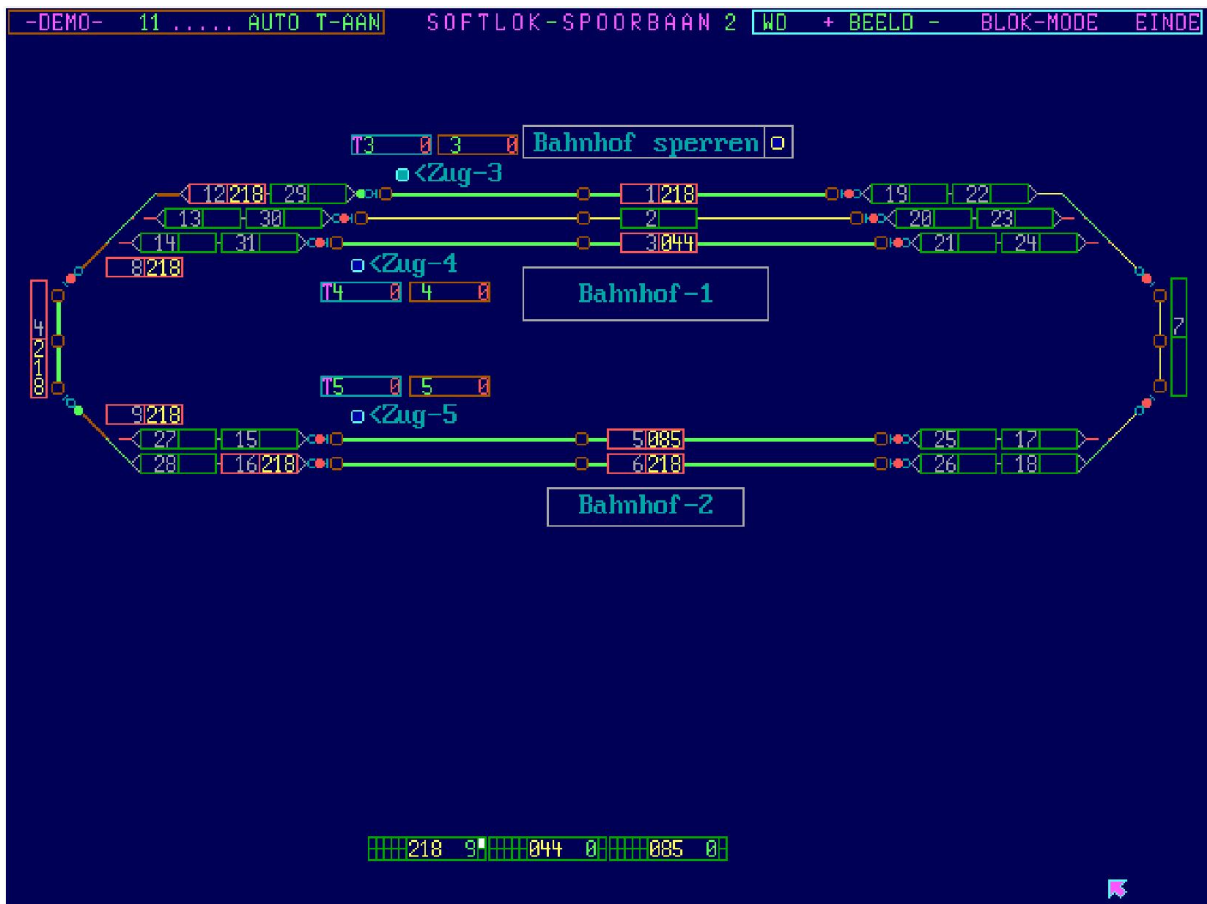 -DEMO- 11 ..... AUTO T-AAN SOFTLOK-SPOORBAAN 2 WD + BEELD - BLOK-MODE EINDE
T3 0 3 0 Bahnhof sperren
<Zug-3
12 218 29 1 218 19 22
13 30 2 20 23
14 31 3 044 21 24
8 218 <Zug-4
T4 0 4 0 Bahnhof-1
4 218 7
T5 0 5 0
9 218 <Zug-5
27 15 5 085 25 17
28 16 218 6 218 26 18
Bahnhof-2
218 9 044 0 085 0